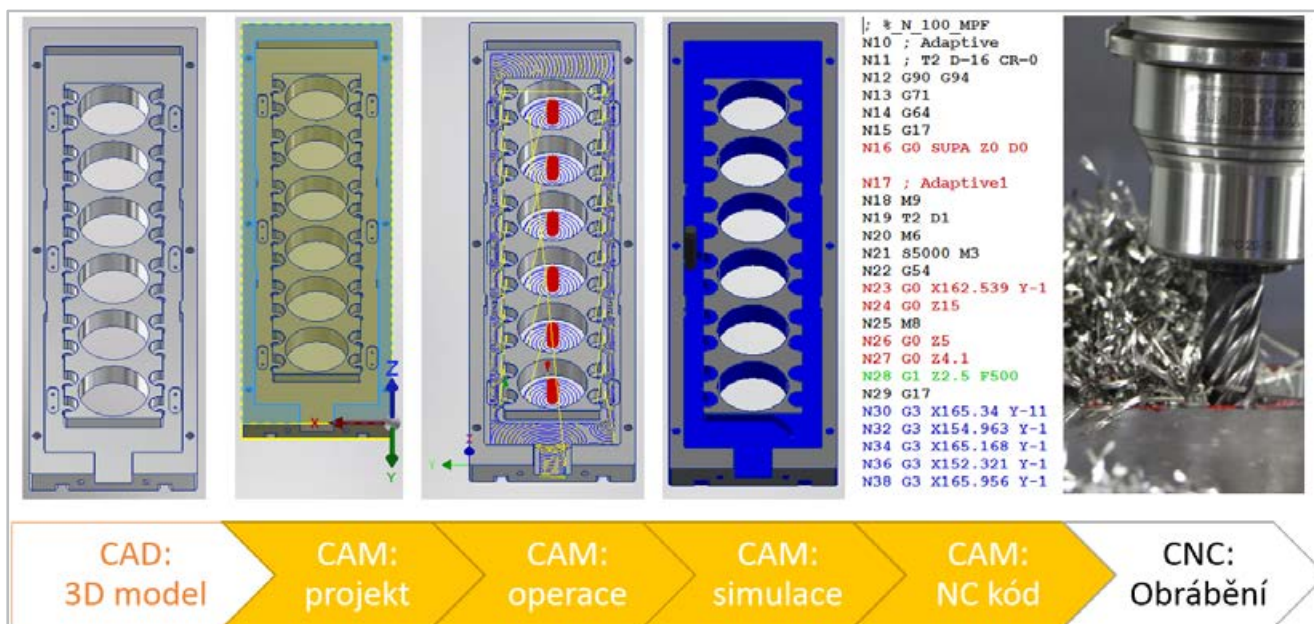 ; % N_100_MPF
N10 ; Adaptive
N11 ; T2 D-16 CR-0
N12 G90 G94
N13 G71
N14 G64
N15 G17
N16 G0 SUPA Z0 D0
N17 ; Adaptive1
N18 M9
N19 T2 D1
N20 M6
N21 S5000 M3
N22 G54
N23 G0 X162.539 Y-1
N24 G0 Z15
N25 M8
N26 G0 Z5
N27 G0 Z4.1
N28 G1 Z2.5 F500
N29 G17
N30 G3 X165.34 Y-11
N32 G3 X154.963 Y-1
N34 G3 X165.168 Y-1
N36 G3 X152.321 Y-1
N38 G3 X165.956 Y-1
Z
X
Y
Y
CAD:
3D model
CAM:
projekt
CAM:
operace
CAM:
simulace
CAM:
NC kód
CNC:
Obrábění